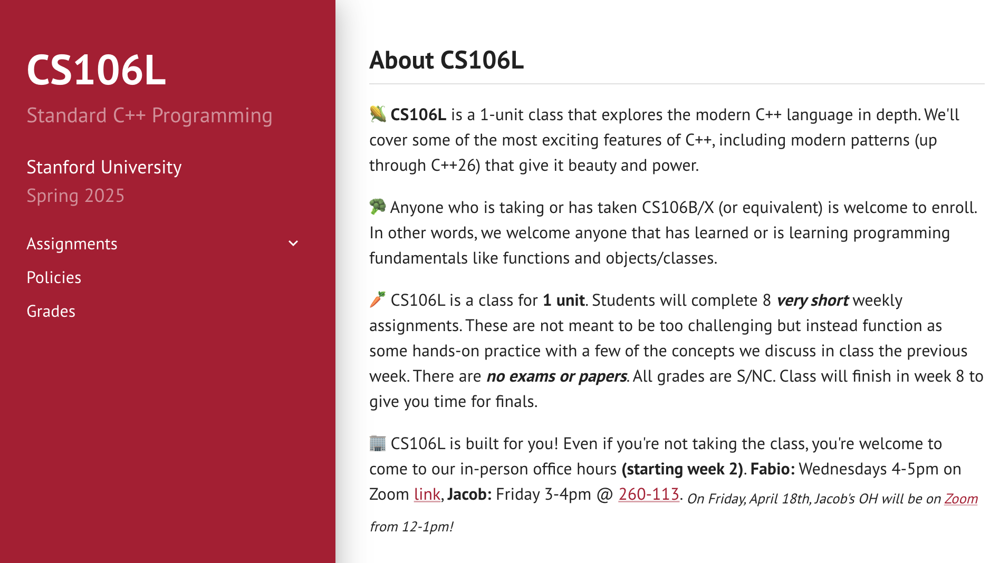 CS106L
Standard C++ Programming
Stanford University
Spring 2025
Assignments
Policies
Grades
About CS106L
🌽 CS106L is a 1-unit class that explores the modern C++ language in depth. We'll
cover some of the most exciting features of C++, including modern patterns (up
through C++26) that give it beauty and power.
🥦 Anyone who is taking or has taken CS106B/X (or equivalent) is welcome to enroll.
In other words, we welcome anyone that has learned or is learning programming
fundamentals like functions and objects/classes.
🥕 CS106L is a class for 1 unit. Students will complete 8 very short weekly
assignments. These are not meant to be too challenging but instead function as
some hands-on practice with a few of the concepts we discuss in class the previous
week. There are no exams or papers. All grades are S/NC. Class will finish in week 8 to
give you time for finals.
🏢 CS106L is built for you! Even if you're not taking the class, you're welcome to
come to our in-person office hours (starting week 2). Fabio: Wednesdays 4-5pm on
Zoom link, Jacob: Friday 3-4pm @ 260-113. On Friday, April 18th, Jacob's OH will be on Zoom
from 12-1pm!